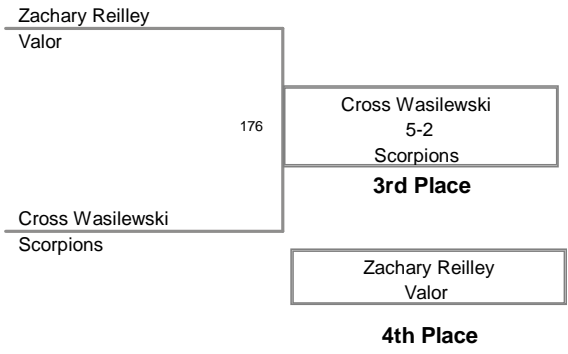 Zachary Reilley
Valor
176
Cross Wasilewski
5-2
Scorpions
3rd Place
Cross Wasilewski
Scorpions
Zachary Reilley
Valor
4th Place